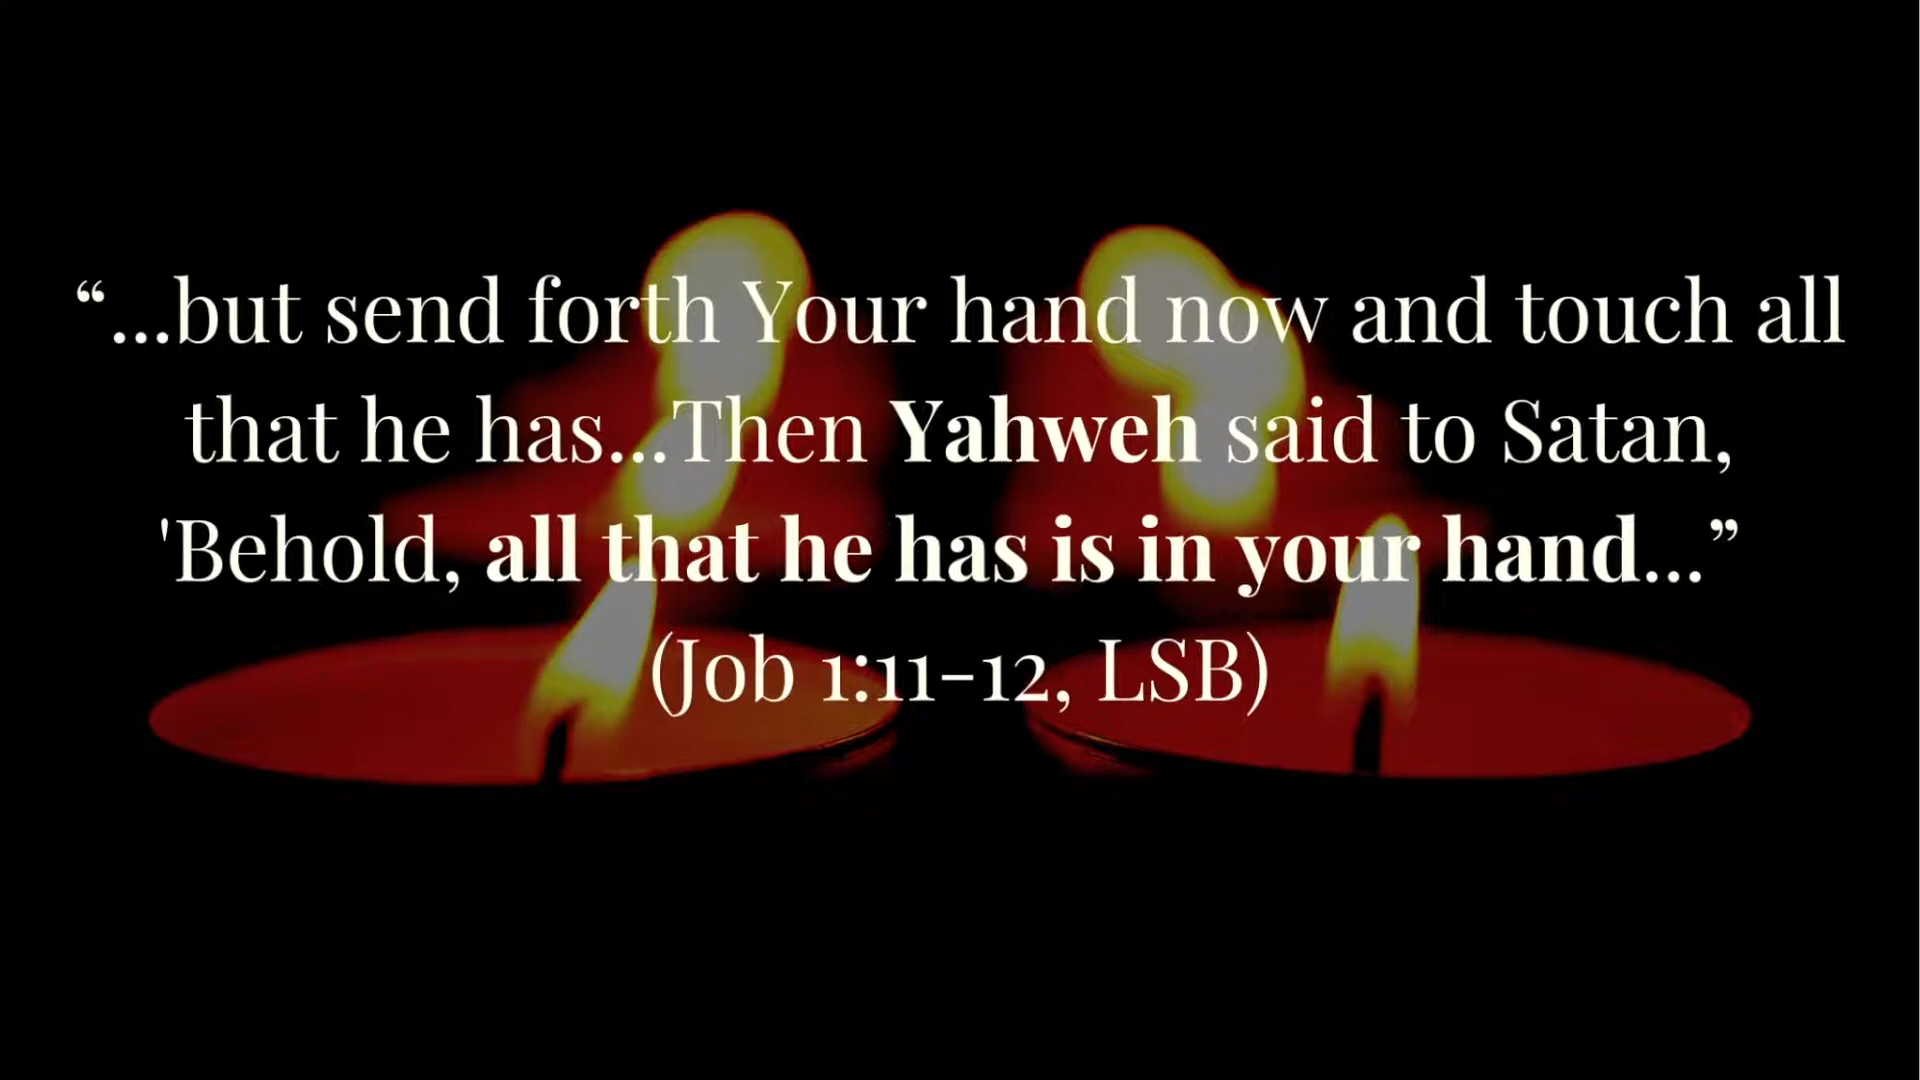 “...but send forth Your hand now and touch all
that he has...Then Yahweh said to Satan,
'Behold, all that he has is in your hand...”
(Job 1:11-12, LSB)